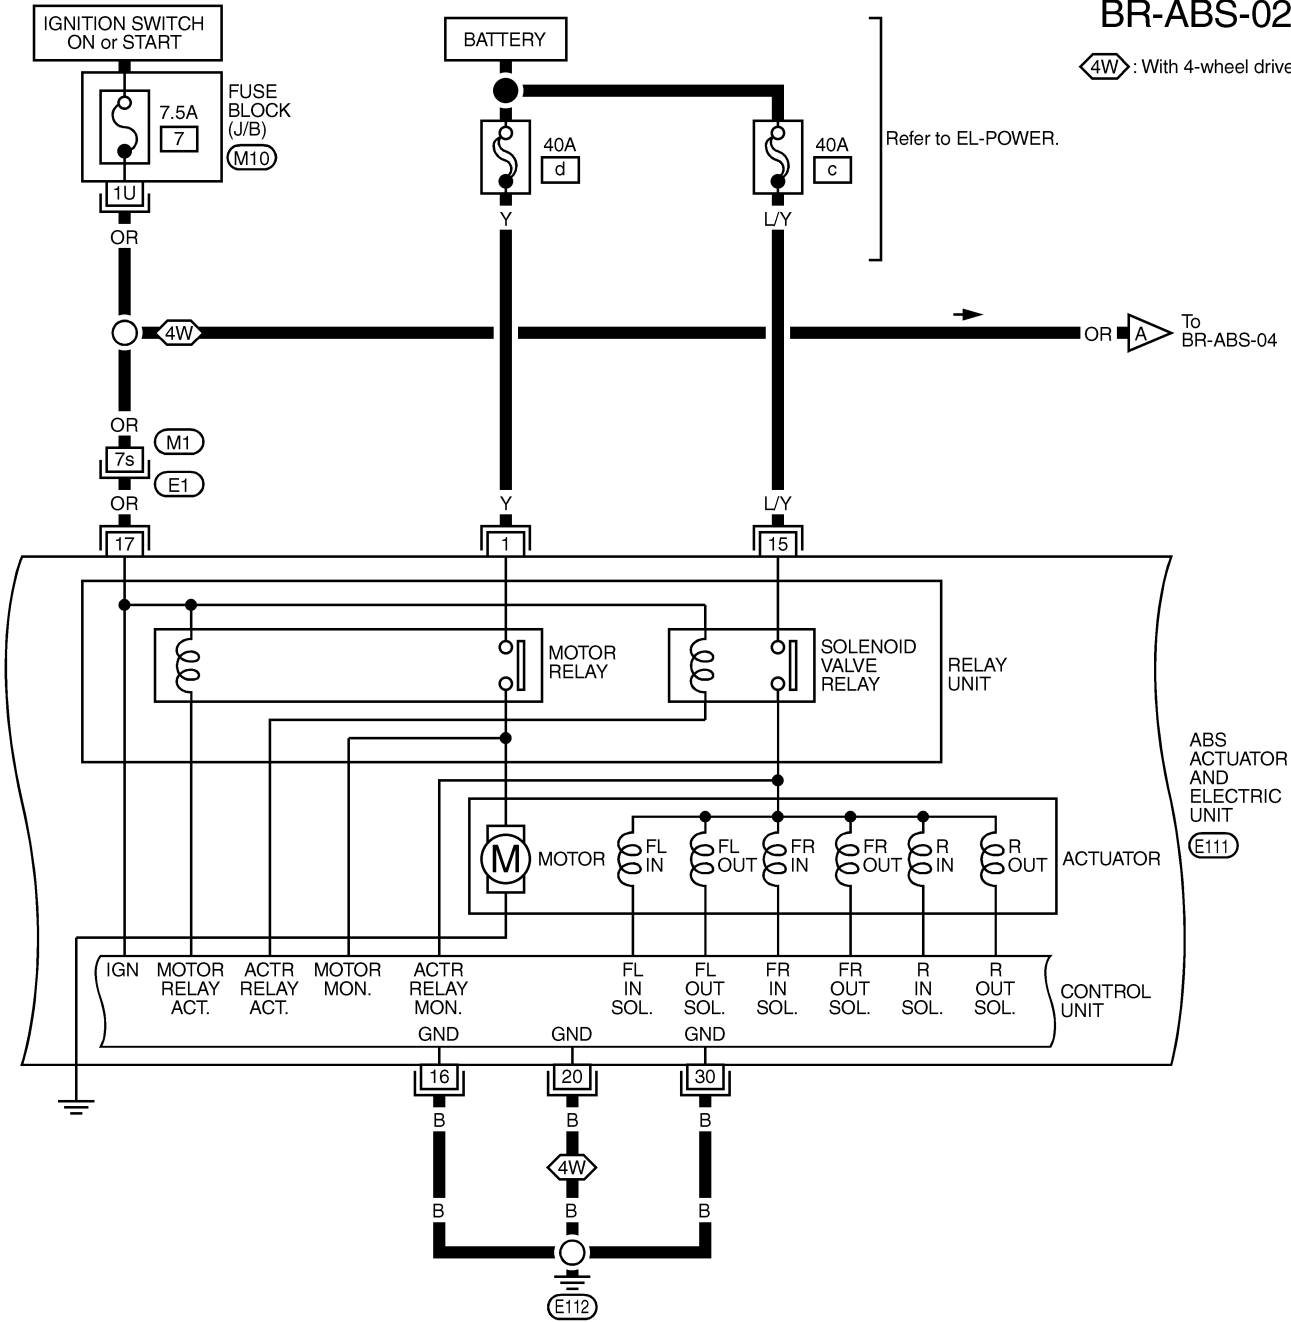 BR-ABS-02
4W : With 4-wheel drive
IGNITION SWITCH
ON or START
BATTERY
FUSE
BLOCK
(J/B)
M10
7.5A
7
40A
d
40A
c
Refer to EL-POWER.
1U
OR
Y
L/Y
4W
OR
A
To
BR-ABS-04
OR
M1
7s
E1
OR
Y
L/Y
17
1
15
MOTOR
RELAY
SOLENOID
VALVE
RELAY
RELAY
UNIT
ABS
ACTUATOR
AND
ELECTRIC
UNIT
E111
M
MOTOR
FL
IN
FL
OUT
FR
IN
FR
OUT
R
IN
R
OUT
ACTUATOR
IGN
MOTOR
RELAY
ACT.
ACTR
RELAY
ACT.
MOTOR
MON.
ACTR
RELAY
MON.
FL
IN
SOL.
FL
OUT
SOL.
FR
IN
SOL.
FR
OUT
SOL.
R
IN
SOL.
R
OUT
SOL.
CONTROL
UNIT
GND
GND
GND
16
20
30
B
B
B
4W
B
B
B
E112